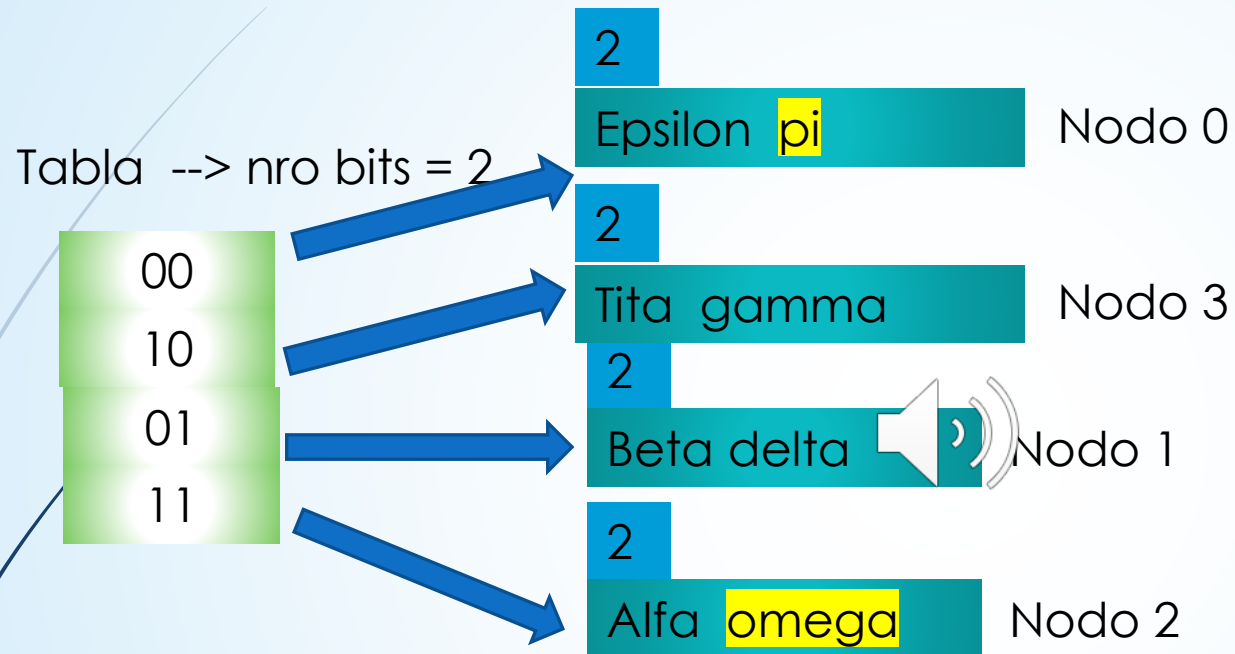 Tabla --> nro bits = 2
00
10
01
11
2
Epsilon pi Nodo 0
2
Tita gamma Nodo 3
2
Beta delta Nodo 1
2
Alfa omega Nodo 2